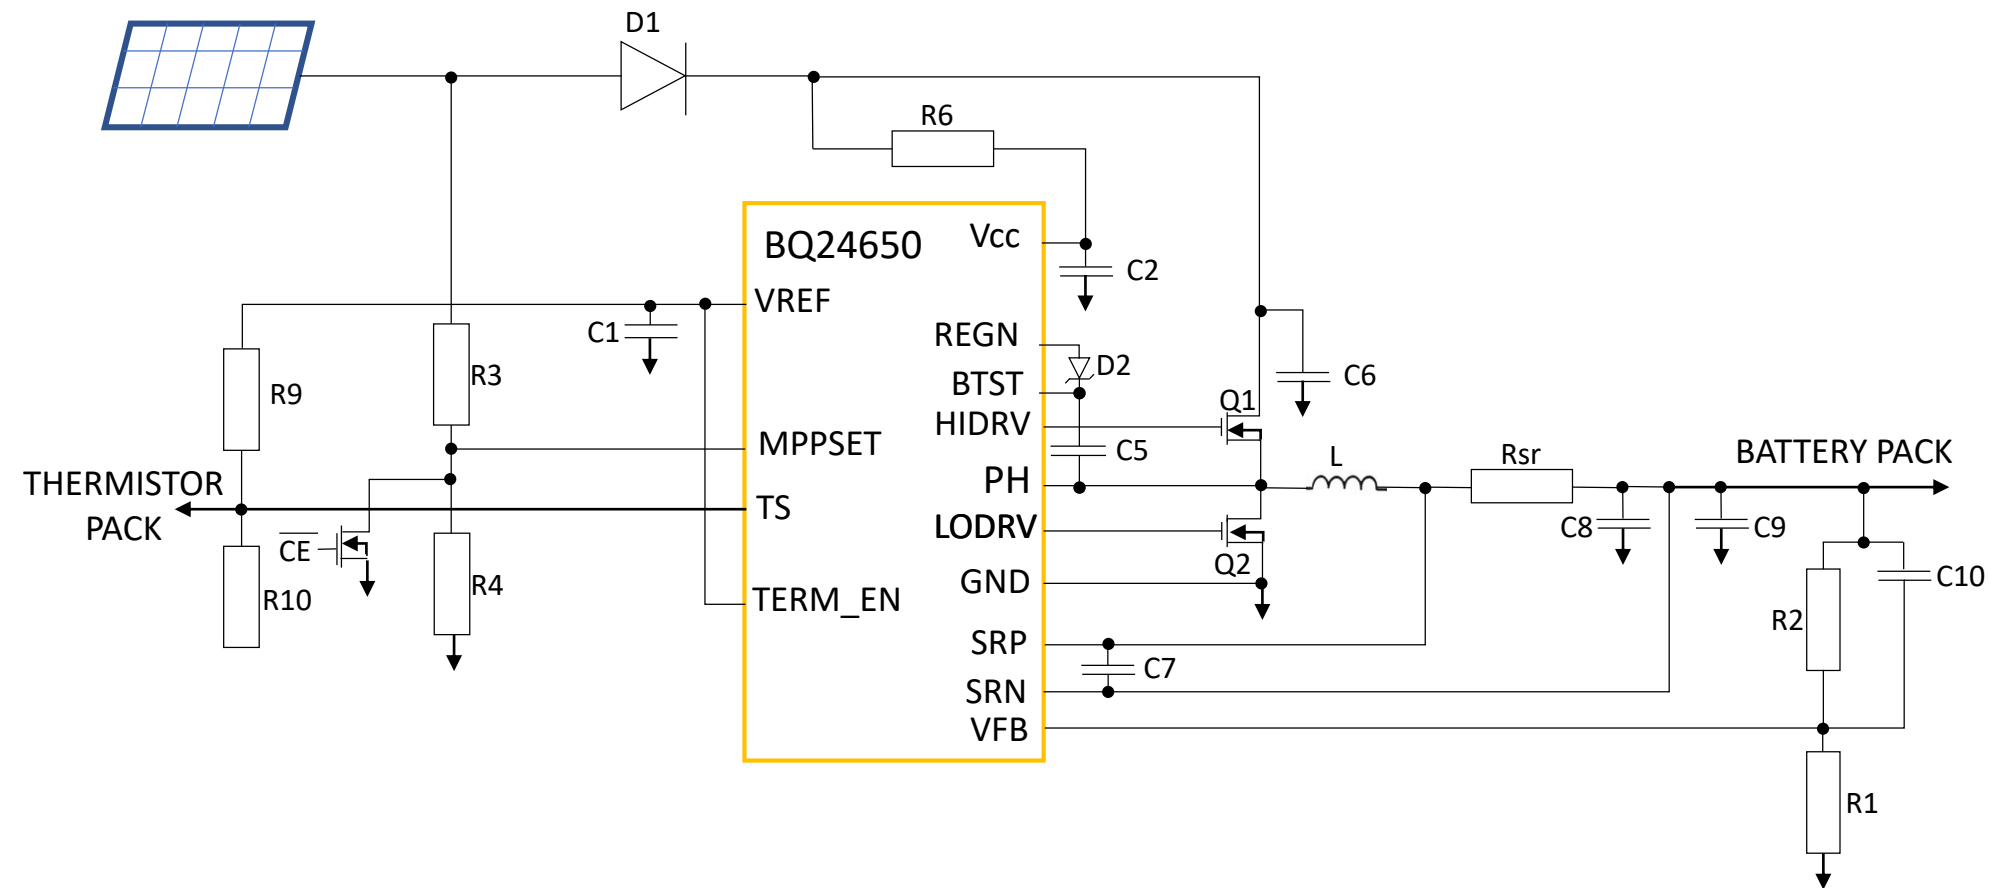 D1
R6
BQ24650
Vcc
C2
VREF
C1
REGN
R3
D2
C6
BTST
R9
Q1
HIDRV
MPPSET
C5
L
Rsr
BATTERY PACK
THERMISTOR
PACK
PH
TS
CE
LODRV
C8
C9
Q2
R10
R4
GND
C10
TERM_EN
R2
SRP
C7
SRN
VFB
R1